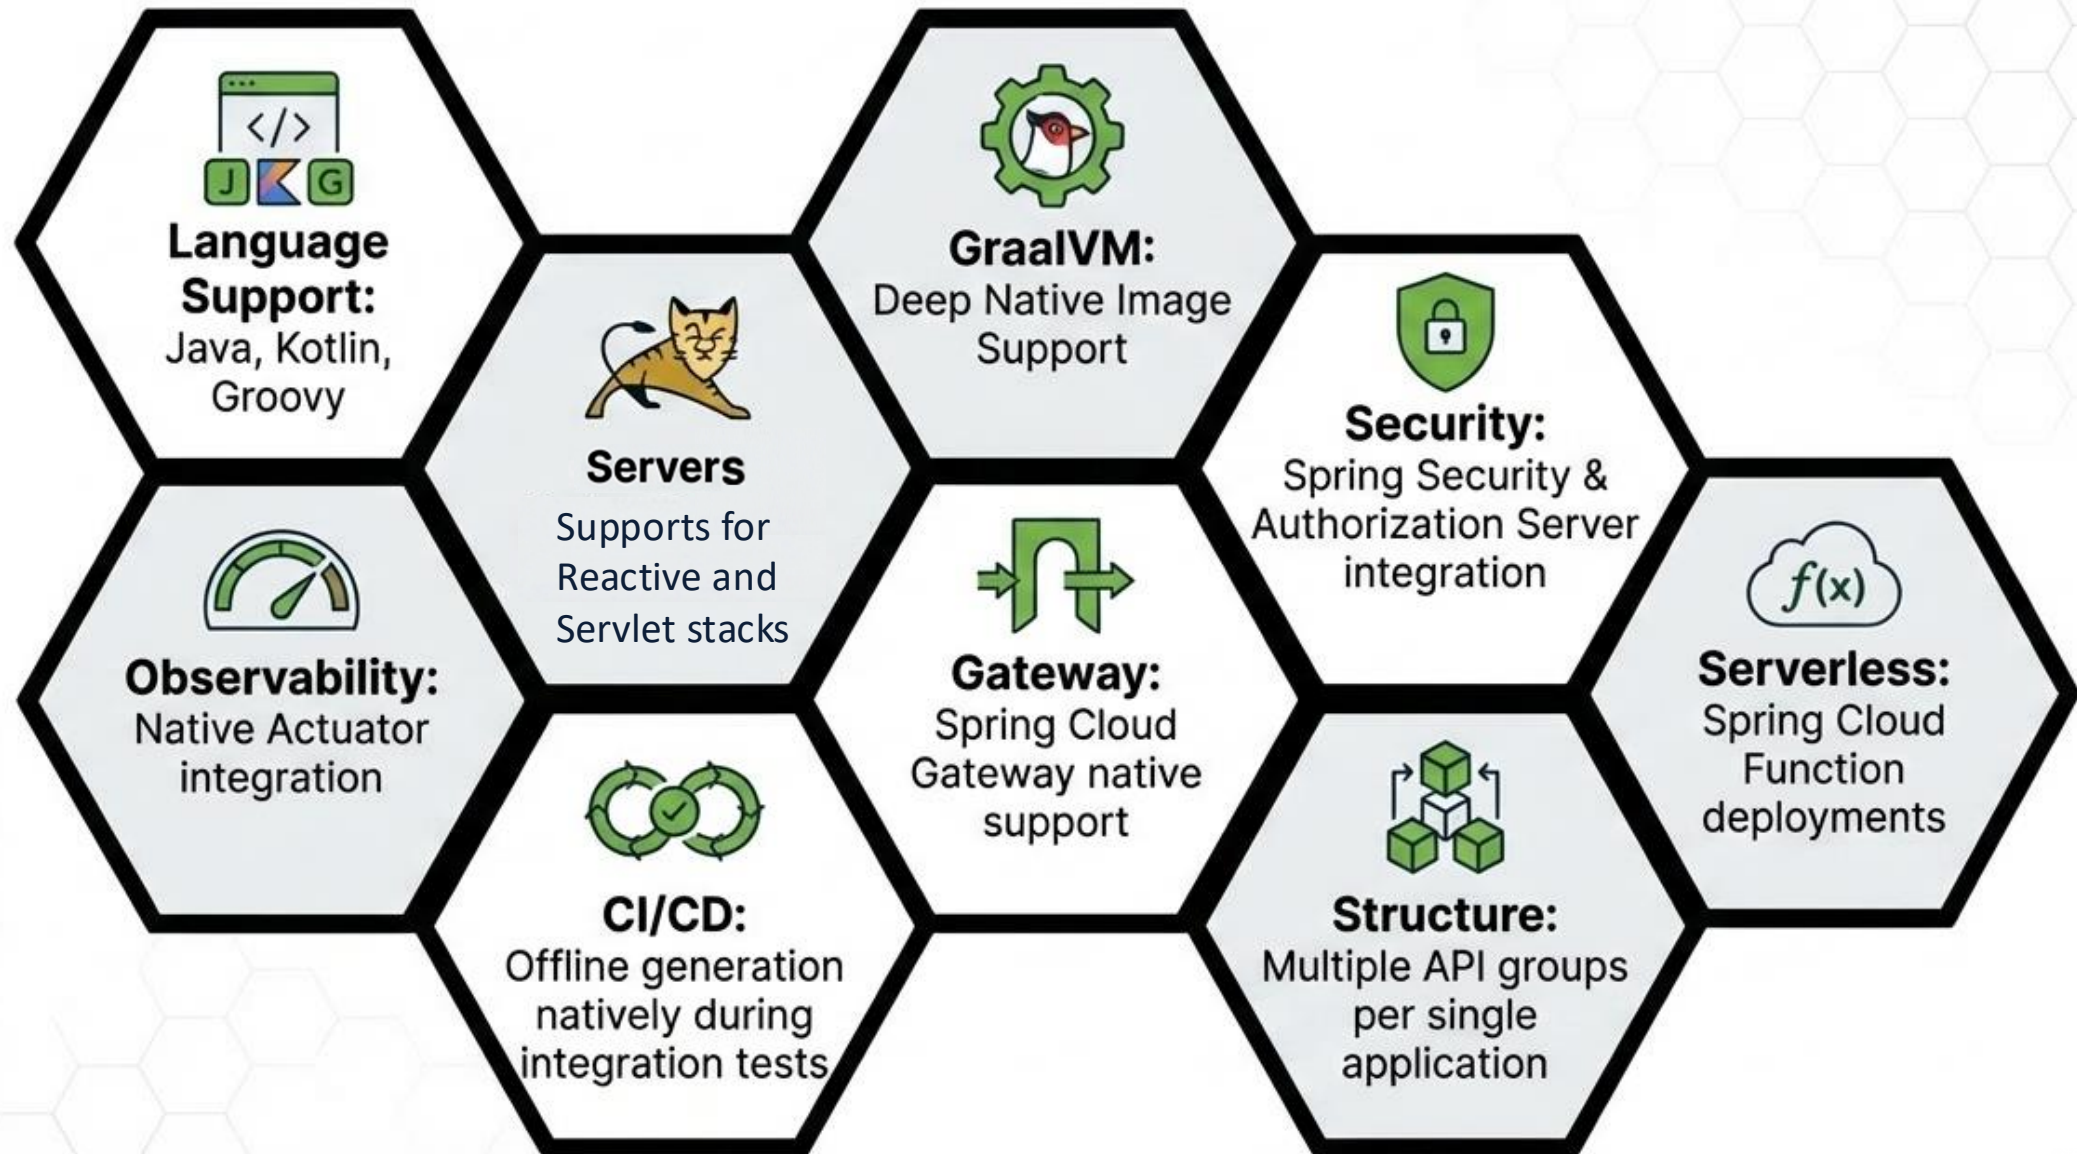 </>
J
G
Language
Support:
Java, Kotlin,
Groovy
Servers
Supports for
Reactive and
Servlet stacks
GraalVM:
Deep Native Image
Support
Security:
Spring Security &
Authorization Server
integration
Observability:
Native Actuator
integration
CI/CD:
Offline generation
natively during
integration tests
Gateway:
Spring Cloud
Gateway native
support
Structure:
Multiple API groups
per single
application
f(x)
Serverless:
Spring Cloud
Function
deployments